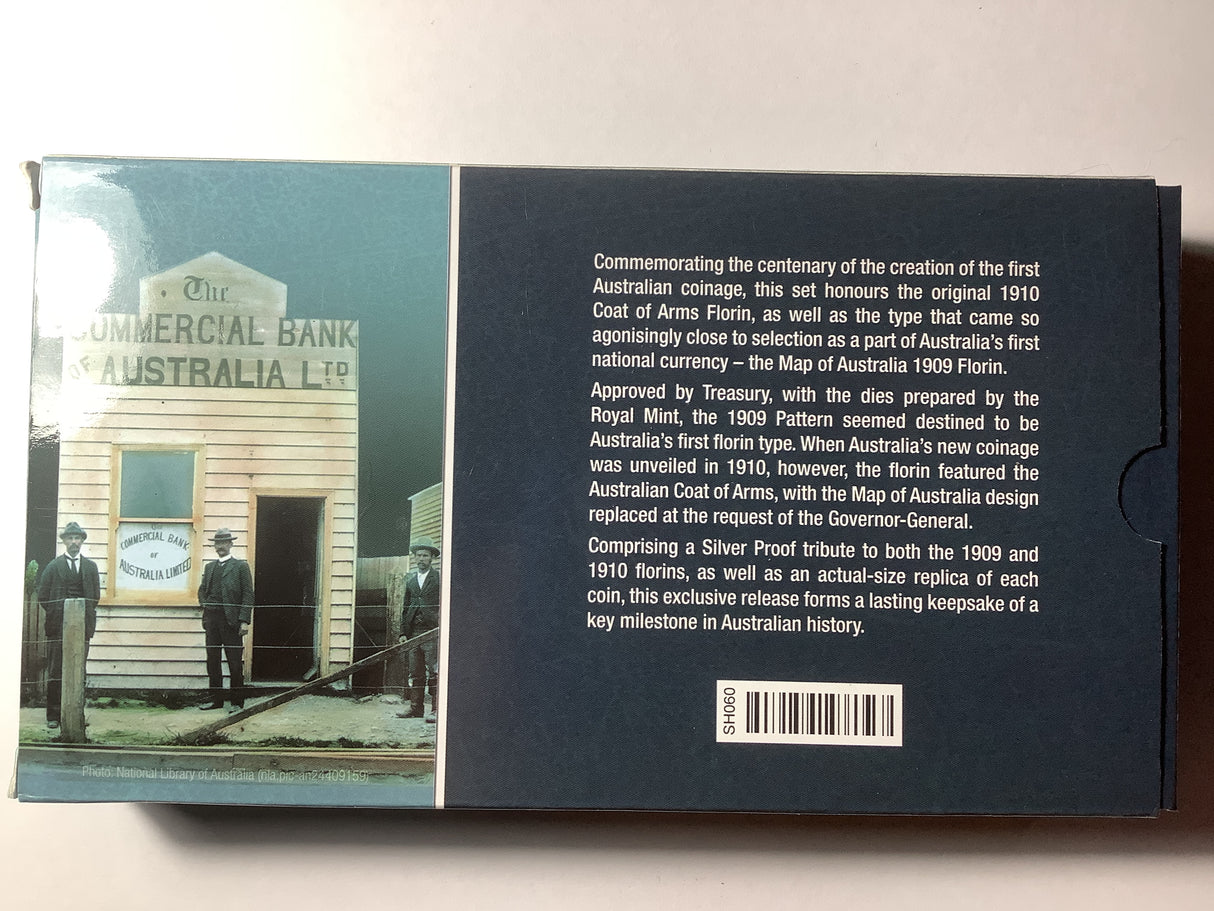 The
COMMERCIAL BANK
OF AUSTRALIA LTD
The
COMMERCIAL BANK
OF
AUSTRALIA LIMITED
Photo: National Library of Australia (nla.pic-an24409159)
Commemorating the centenary of the creation of the first
Australian coinage, this set honours the original 1910
Coat of Arms Florin, as well as the type that came so
agonisingly close to selection as a part of Australia's first
national currency – the Map of Australia 1909 Florin.
Approved by Treasury, with the dies prepared by the
Royal Mint, the 1909 Pattern seemed destined to be
Australia's first florin type. When Australia's new coinage
was unveiled in 1910, however, the florin featured the
Australian Coat of Arms, with the Map of Australia design
replaced at the request of the Governor-General.
Comprising a Silver Proof tribute to both the 1909 and
1910 florins, as well as an actual-size replica of each
coin, this exclusive release forms a lasting keepsake of a
key milestone in Australian history.
SH060